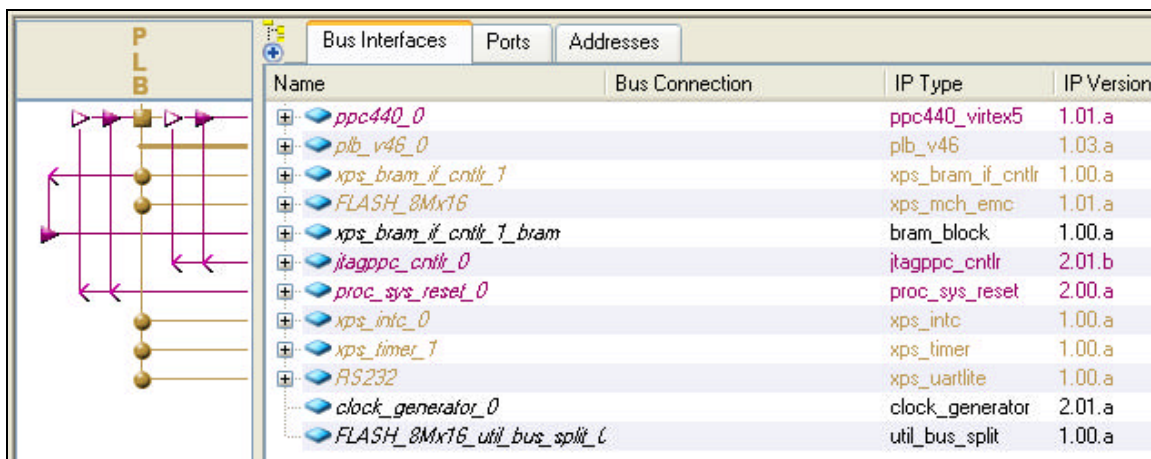 P
L
B
Bus Interfaces Ports Addresses
Name Bus Connection IP Type IP Version
ppc440_0 ppc440_virtex5 1.01.a
plb_v46_0 plb_v46 1.03.a
xps_bram_if_cntlr_1 xps_bram_if_cntlr 1.00.a
FLASH_8Mx16 xps_mch_emc 1.01.a
xps_bram_if_cntlr_1_bram bram_block 1.00.a
jtagppc_cntlr_0 jtagppc_cntlr 2.01.b
proc_sys_reset_0 proc_sys_reset 2.00.a
xps_intc_0 xps_intc 1.00.a
xps_timer_1 xps_timer 1.00.a
RS232 xps_uartlite 1.00.a
clock_generator_0 clock_generator 2.01.a
FLASH_8Mx16_util_bus_split_ util_bus_split 1.00.a